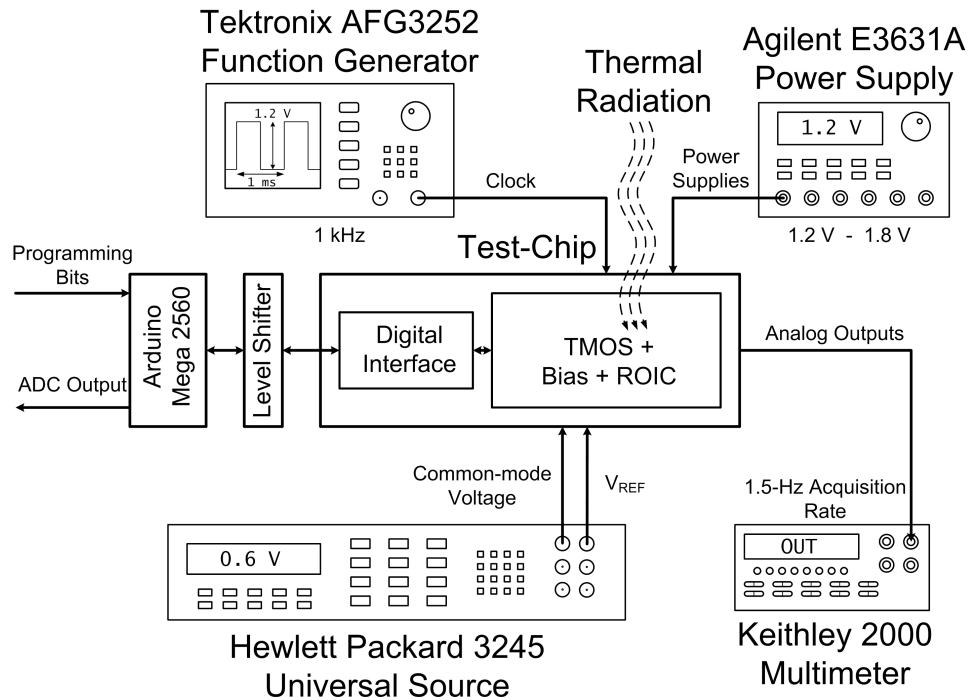 Tektronix AFG3252
Function Generator
1.2 V
1 ms
1 kHz
Clock
Thermal
Radiation
Agilent E3631A
Power Supply
1.2 V
Power
Supplies
1.2 V - 1.8 V
Test-Chip
Programming
Bits
ADC Output
Arduino
Mega 2560
Level Shifter
Digital
Interface
TMOS +
Bias + ROIC
Analog Outputs
Common-mode
Voltage
VREF
1.5-Hz Acquisition
Rate
0.6 V
OUT
Hewlett Packard 3245
Universal Source
Keithley 2000
Multimeter